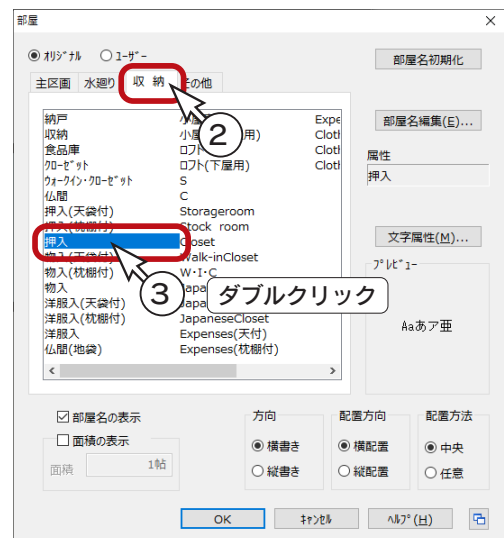 部屋
オリジナル ユーザー
部屋名初期化
主区画 水廻り 収納 その他
②
納戸 Expe
収納 用) Clot
食品庫 Clot
クローゼット ロフト(下屋用)
ウォークイン・クローゼット S
仏間 C
押入(天袋付) Storageroom
Stock room
押入 Closet
Walk-inCloset
物入(枕棚付) W・I・C
物入
洋服入(天袋付)
洋服入(枕棚付) JapaneseCloset
洋服入 Expenses(天付)
仏間(地袋) Expenses(枕棚付)
③ ダブルクリック
部屋名編集(E)...
属性
押入
文字属性(M)...
プレビュー
Aaあア亜
部屋名の表示
面積の表示
面積 1帖
方向
横書き
縦書き
配置方向
横配置
縦配置
配置方法
中央
任意
OK キャンセル ヘルプ(H)